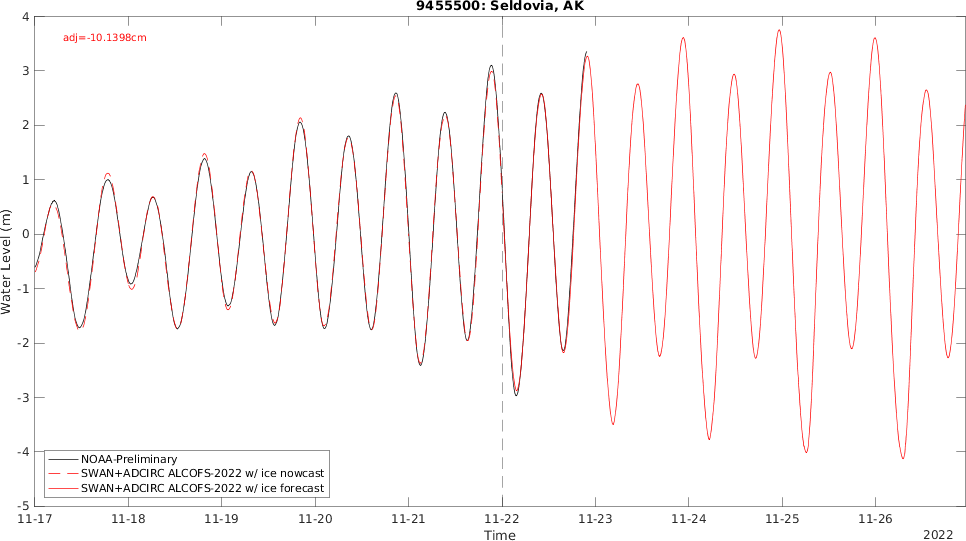 9455500: Seldovia, AK
adj=-10.1398cm
4
3
2
1
0
-1
-2
-3
-4
-5
Water Level (m)
NOAA-Preliminary
SWAN+ADCIRC ALCOFS-2022 w/ ice nowcast
SWAN+ADCIRC ALCOFS-2022 w/ ice forecast
11-17 11-18 11-19 11-20 11-21 11-22 11-23 11-24 11-25 11-26
Time
2022